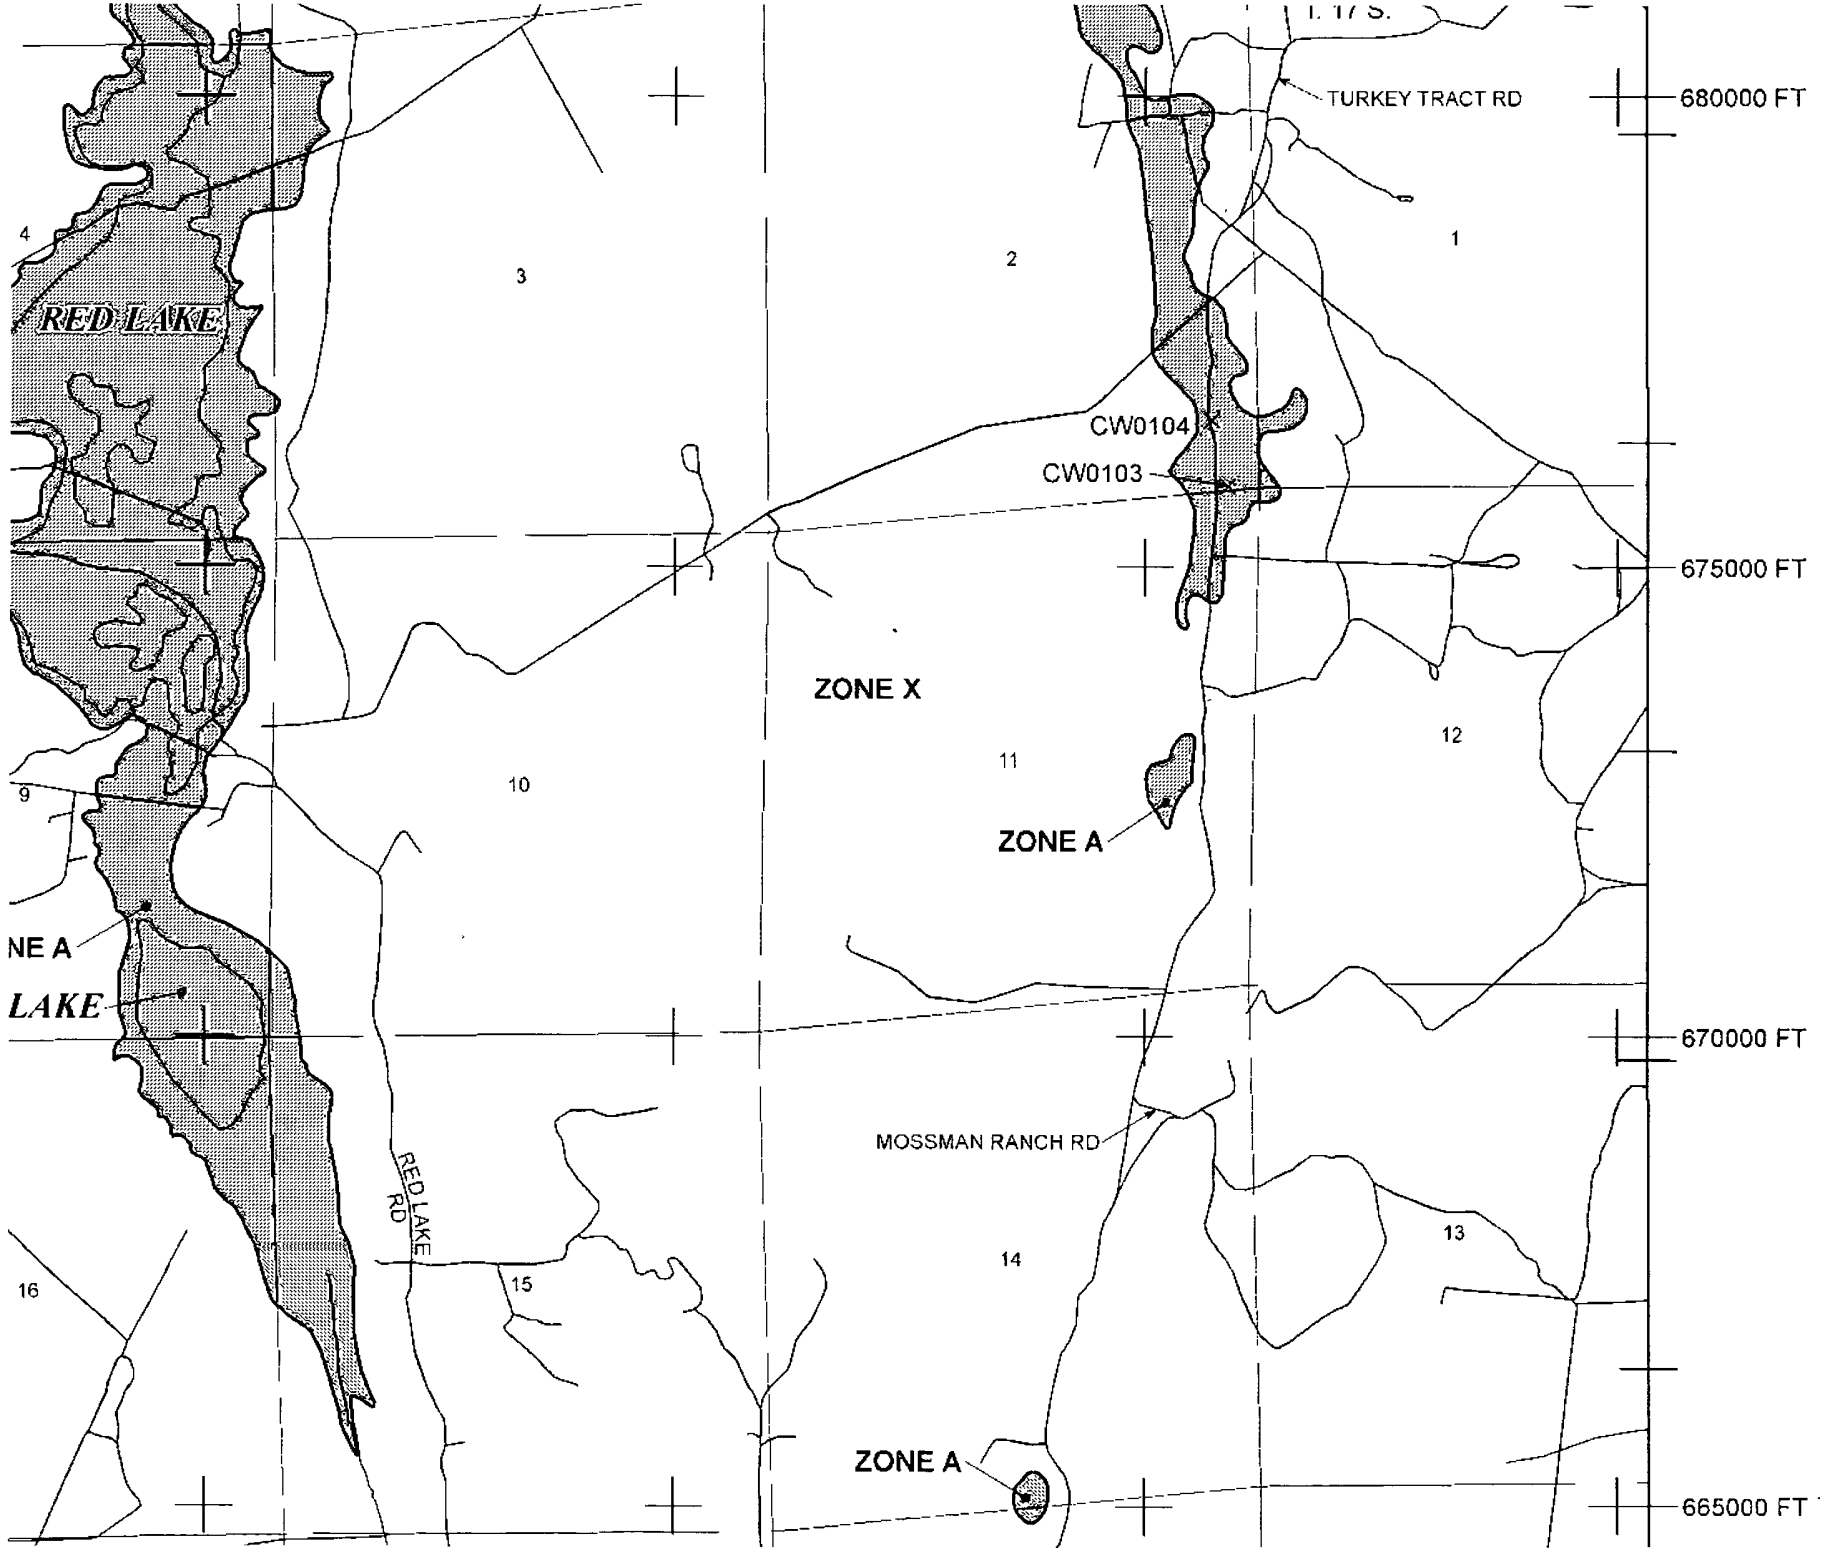 T. 17 S.
TURKEY TRACT RD
680000 FT
4
3
2
1
RED LAKE
CW0104
CW0103
675000 FT
ZONE X
9
10
11
12
ZONE A
NE A
LAKE
670000 FT
MOSSMAN RANCH RD
RED LAKE
RD
16
15
14
13
ZONE A
665000 FT